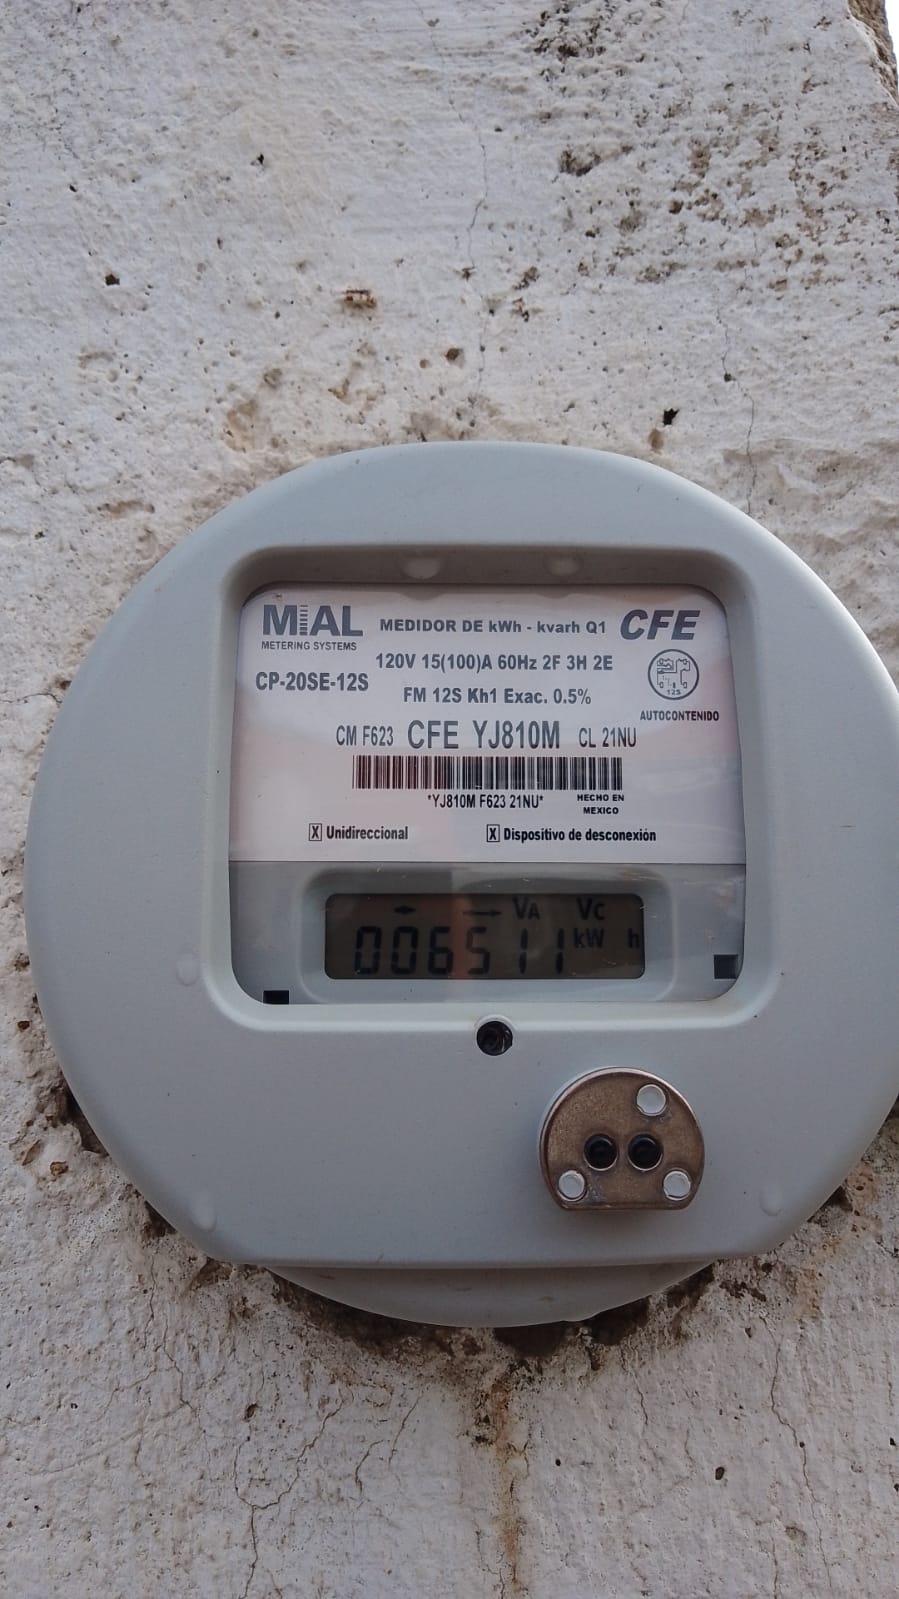 MIAL
METERING SYSTEMS
MEDIDOR DE kWh - kvarh Q1
CFE
120V 15(100)A 60Hz 2F 3H 2E
CP-20SE-12S
FM 12S Kh1 Exac. 0.5%
12S
AUTOCONTENIDO
CM F623 CFE YJ810M CL 21NU
*YJ810M F623 21NU*
HECHO EN
MEXICO
X Unidireccional
X Dispositivo de desconexión
VA VC
006511 kW h